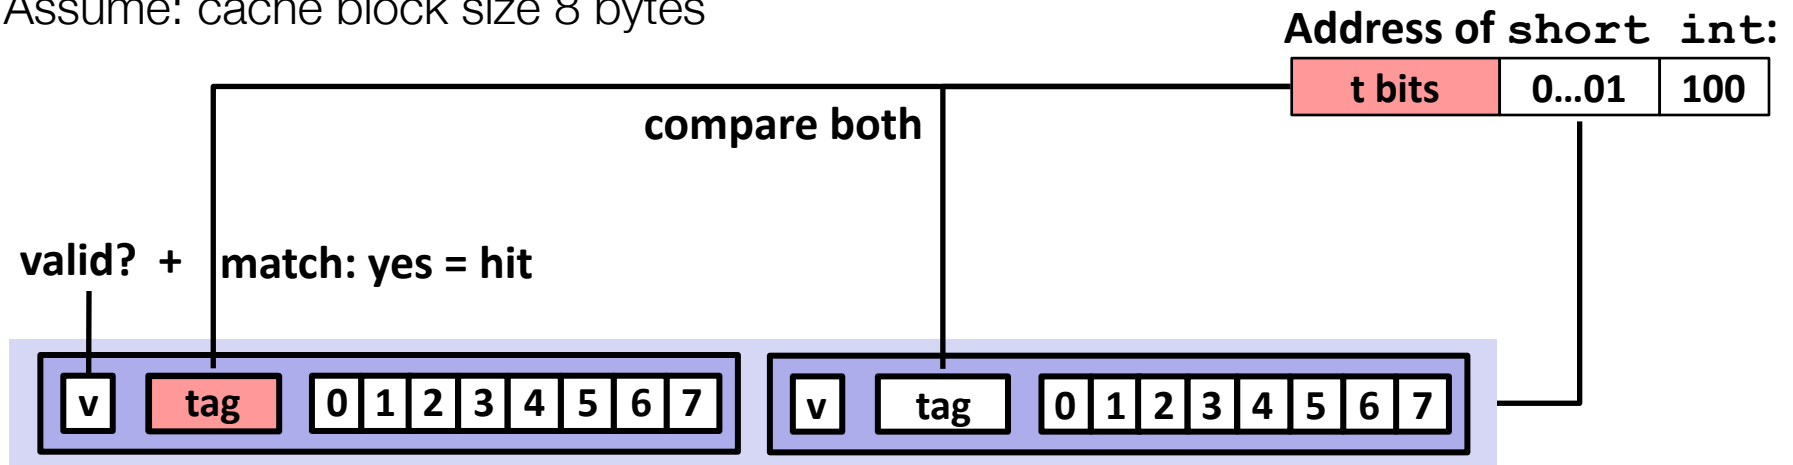 Assume: cache block size 8 bytes
Address of short int:
t bits 0...01 100
compare both
valid? + match: yes = hit
v tag 0 1 2 3 4 5 6 7 v tag 0 1 2 3 4 5 6 7